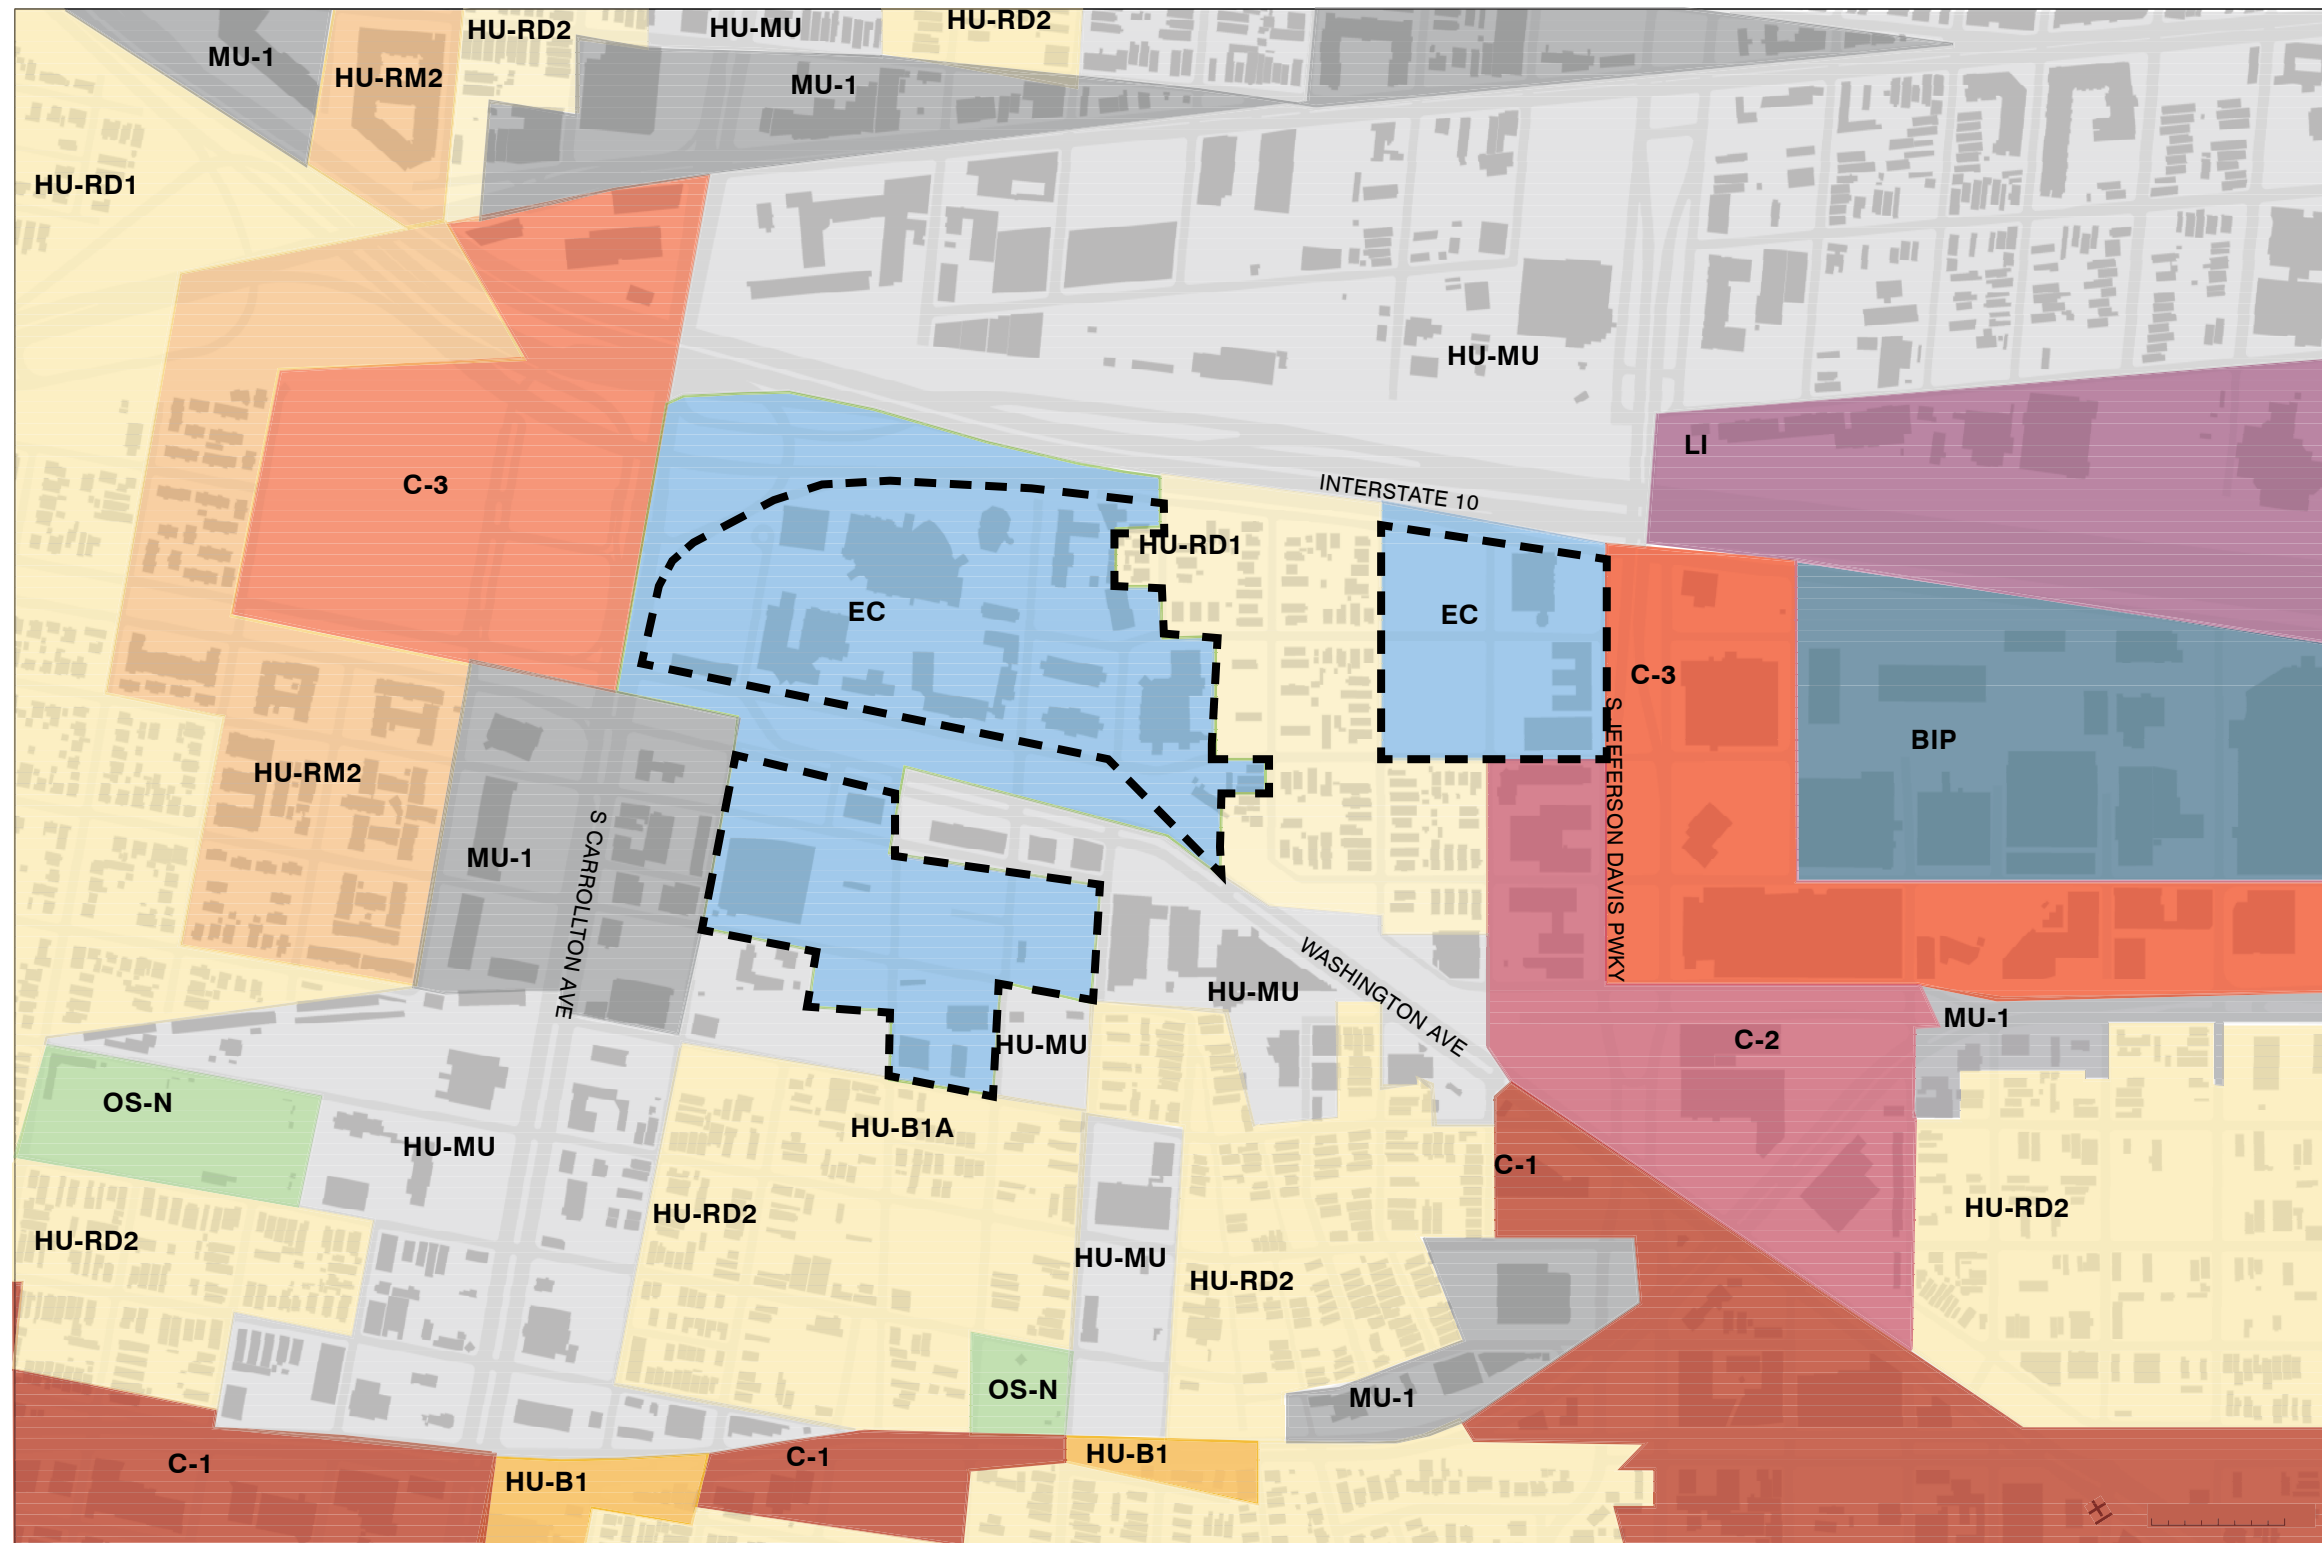 HU-RD2
HU-MU
HU-RD2
MU-1
HU-RM2
MU-1
HU-RD1
HU-MU
LI
C-3
INTERSTATE 10
HU-RD1
EC
EC
C-3
S JEFFERSON DAVIS PWKY
BIP
HU-RM2
MU-1
S CARROLLTON AVE
WASHINGTON AVE
HU-MU
HU-MU
MU-1
C-2
OS-N
HU-MU
HU-B1A
C-1
HU-RD2
HU-RD2
HU-RD2
HU-MU
HU-RD2
OS-N
MU-1
C-1
HU-B1
C-1
HU-B1